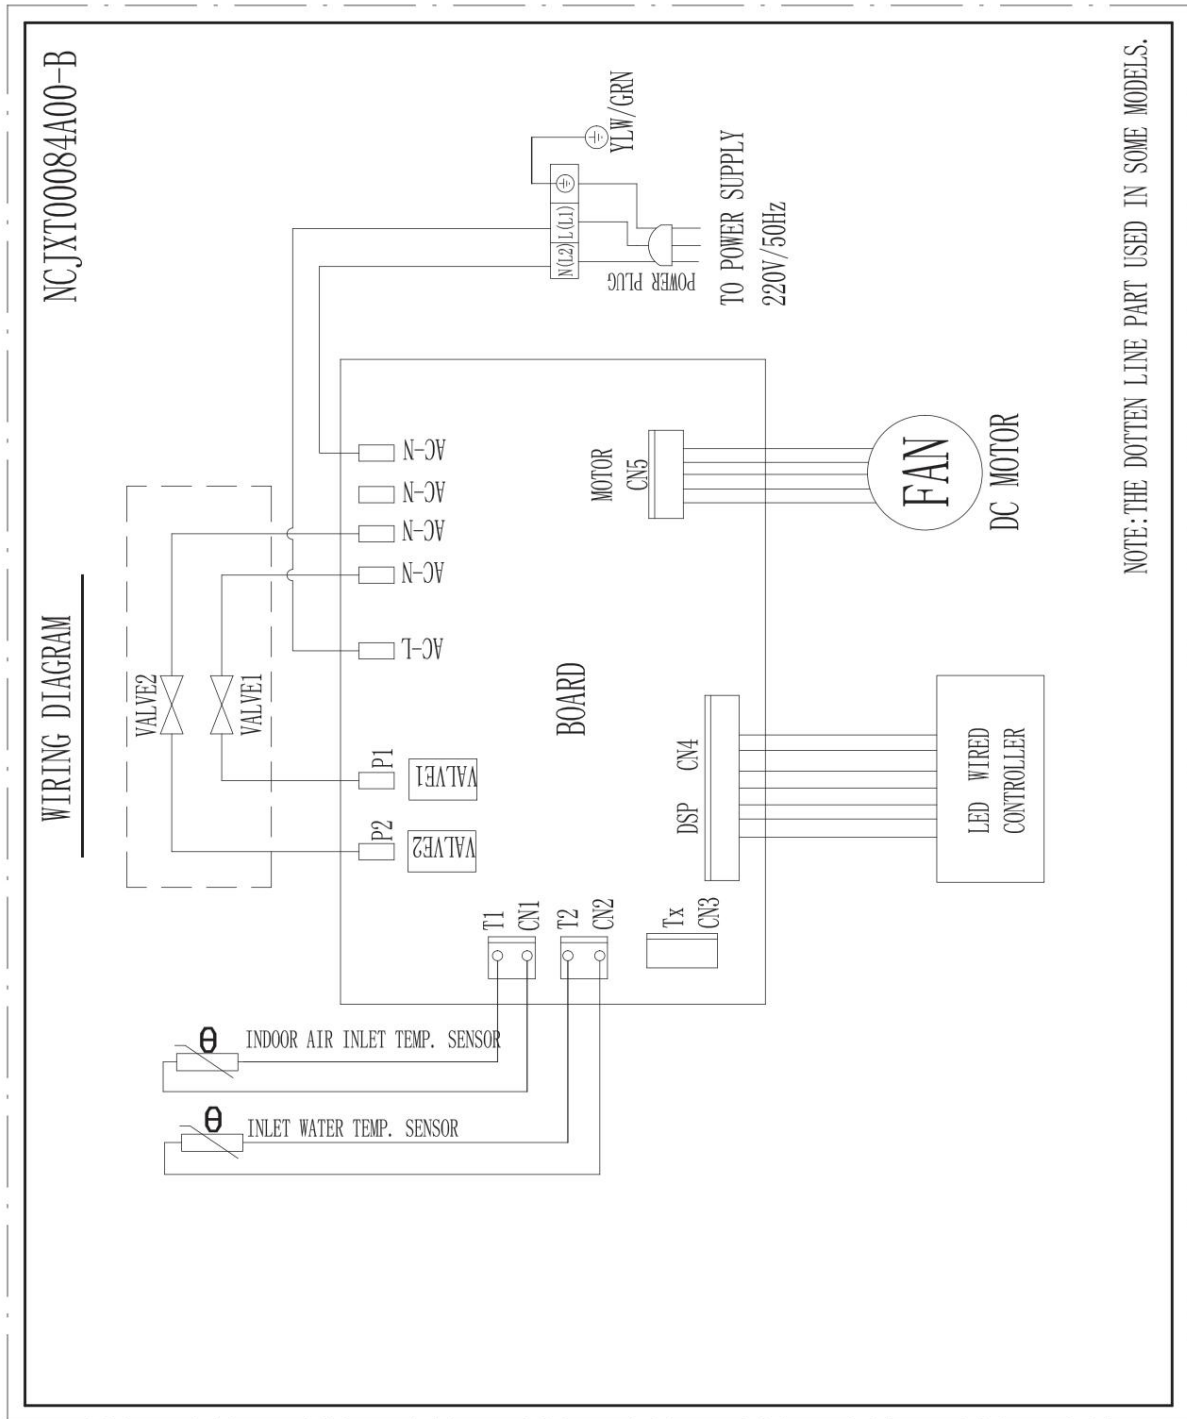 WIRING DIAGRAM
NCJXT00084A00-B
VALVE2
VALVE1
P2
P1
VALVE2
VALVE1
AC-L
AC-N
AC-N
AC-N
AC-N
N(L2)
L(L1)
YLW/GRN
POWER PLUG
TO POWER SUPPLY
220V/50Hz
INDOOR AIR INLET TEMP. SENSOR
θ
INLET WATER TEMP. SENSOR
θ
T1
CN1
T2
CN2
Tx
CN3
BOARD
DSP CN4
MOTOR
CN5
LED WIRED
CONTROLLER
FAN
DC MOTOR
NOTE:THE DOTTEN LINE PART USED IN SOME MODELS.